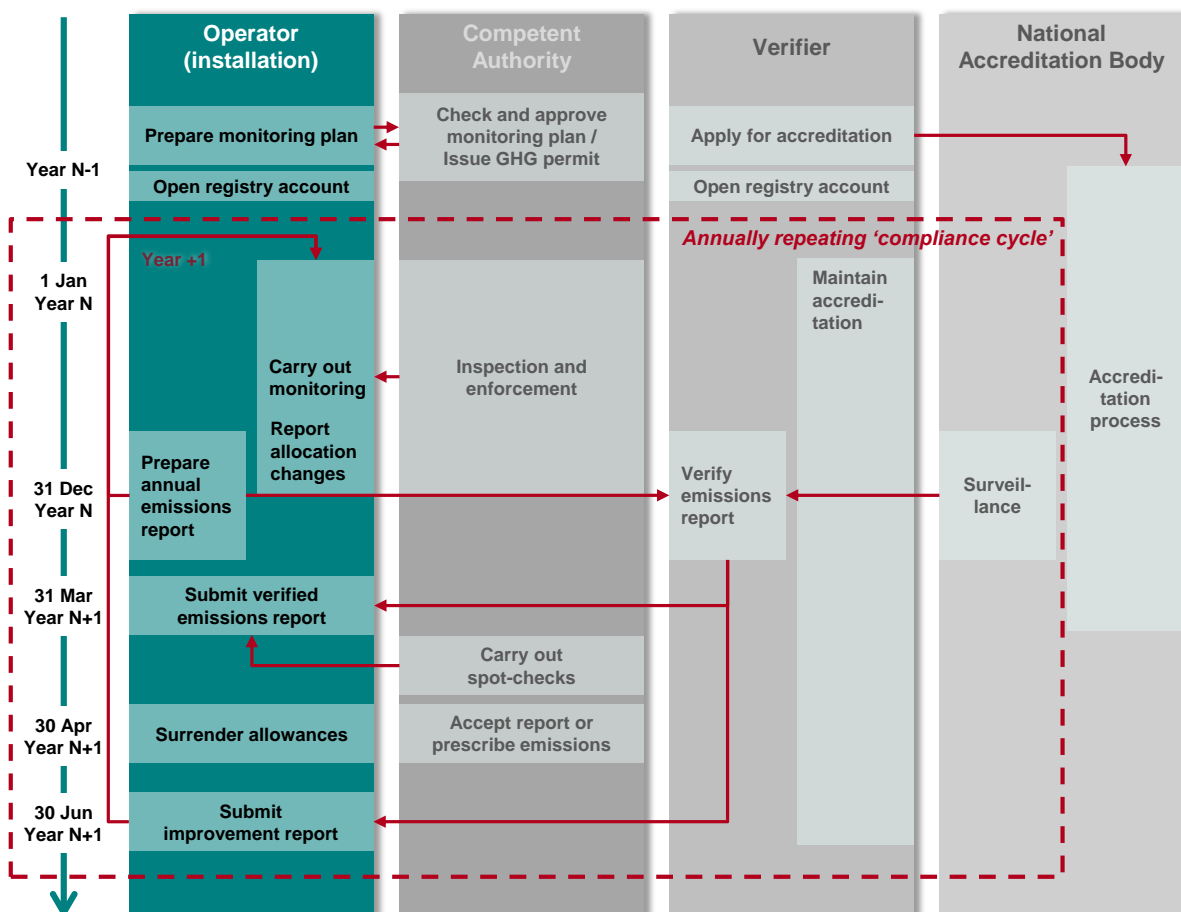 Operator
(installation)
Competent
Authority
Verifier
National
Accreditation Body
Year N-1
Prepare monitoring plan
Check and approve
monitoring plan /
Issue GHG permit
Apply for accreditation
Open registry account
Open registry account
Annually repeating ‘compliance cycle’
Year +1
1 Jan
Year N
Maintain
accredi-
tation
Carry out
monitoring
Report
allocation
changes
Inspection and
enforcement
Accredi-
tation
process
31 Dec
Year N
Prepare
annual
emissions
report
Verify
emissions
report
Surveil-
lance
31 Mar
Year N+1
Submit verified
emissions report
Carry out
spot-checks
30 Apr
Year N+1
Surrender allowances
Accept report or
prescribe emissions
30 Jun
Year N+1
Submit
improvement report